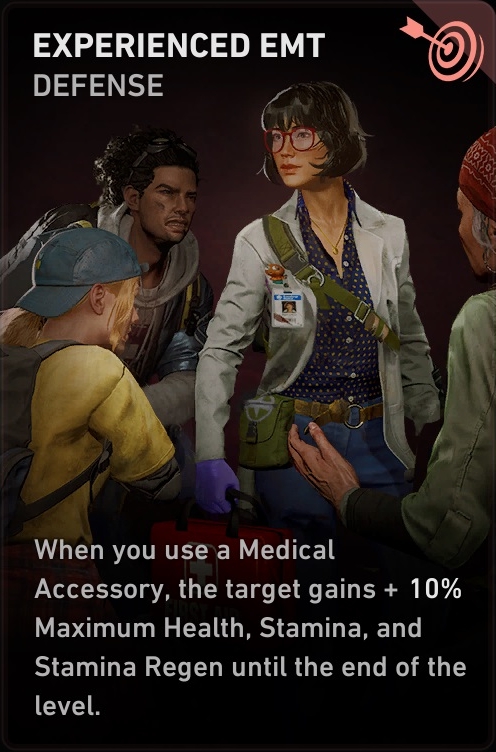 EXPERIENCED EMT
DEFENSE
When you use a Medical
Accessory, the target gains + 10%
Maximum Health, Stamina, and
Stamina Regen until the end of the
level.